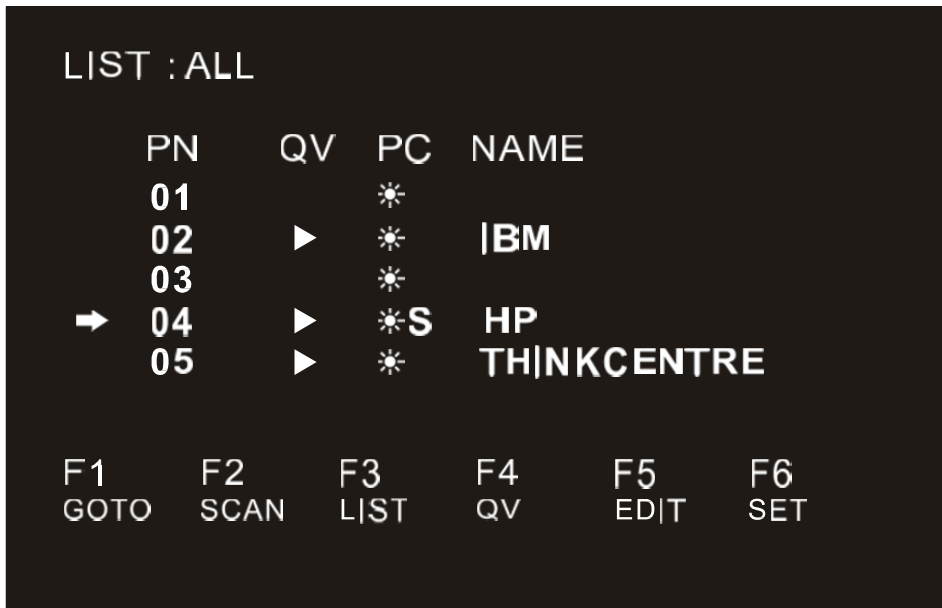 LIST : ALL
PN QV PC NAME
01
02 IBM
03
04 S HP
05 THINKCENTRE
F1 F2 F3 F4 F5 F6
GOTO SCAN LIST QV EDIT SET